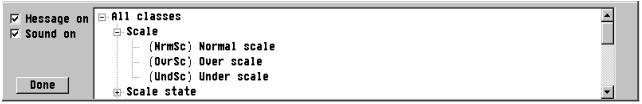 Message on
Sound on
Done
All classes
Scale
(NrmSc) Normal scale
(OvrSc) Over scale
(UndSc) Under scale
Scale state